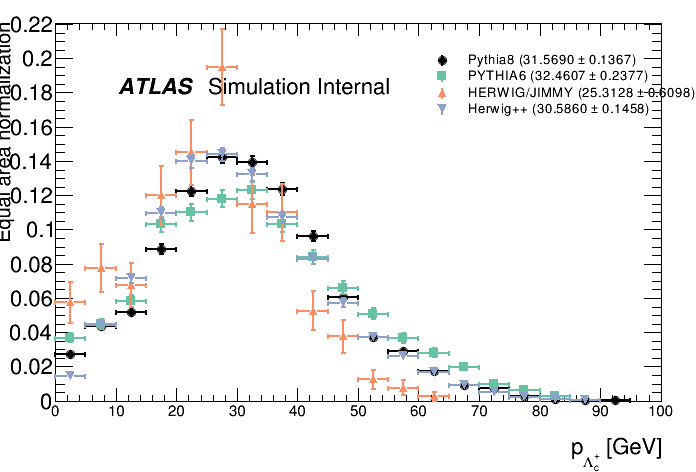 Equal area normalization
0.22
0.2
0.18
0.16
0.14
0.12
0.1
0.08
0.06
0.04
0.02
0
ATLAS Simulation Internal
Pythia8 (31.5690 ± 0.1367)
PYTHIA6 (32.4607 ± 0.2377)
HERWIG/JIMMY (25.3128 ± 0.6098)
Herwig++ (30.5860 ± 0.1458)
0 10 20 30 40 50 60 70 80 90 100
p_{Λ_c^+} [GeV]